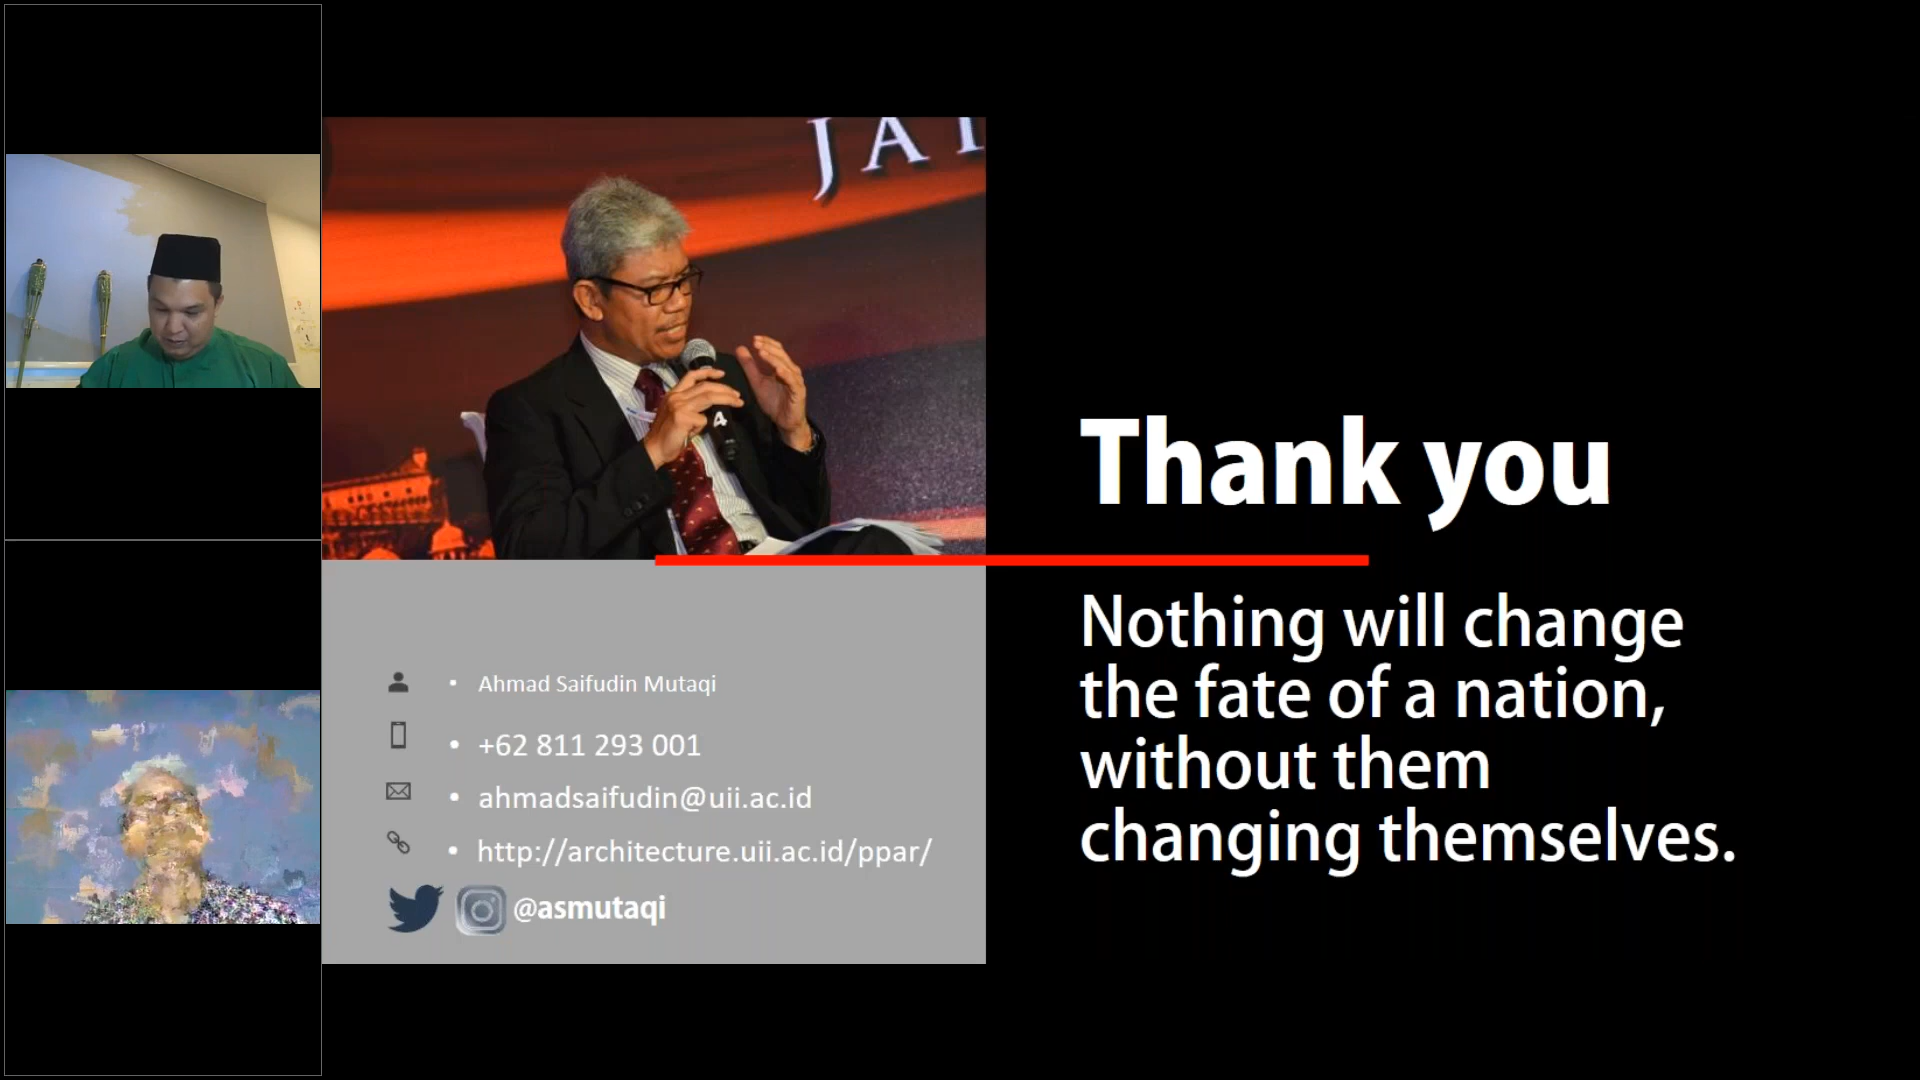 JAI
4
Thank you
Nothing will change
the fate of a nation,
without them
changing themselves.
• Ahmad Saifudin Mutaqi
• +62 811 293 001
• ahmadsaifudin@uii.ac.id
• http://architecture.uii.ac.id/ppar/
@asmutaqi